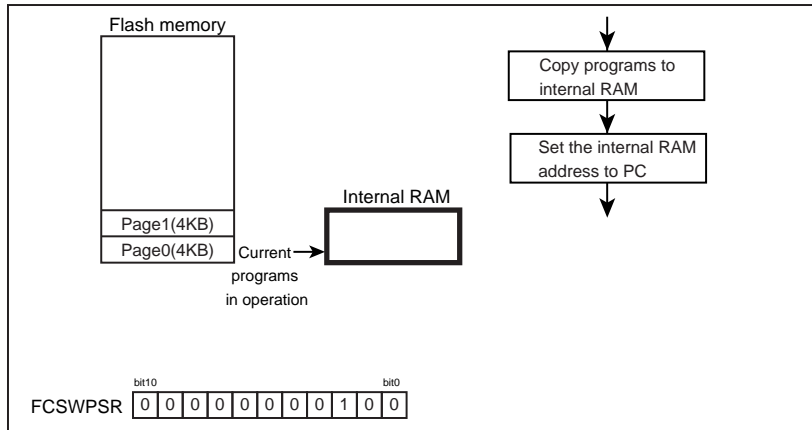 Flash memory
Page1(4KB)
Page0(4KB)
Current
programs
in operation
Internal RAM
Copy programs to
internal RAM
Set the internal RAM
address to PC
bit10 bit0
FCSWPSR 0 0 0 0 0 0 0 0 1 0 0